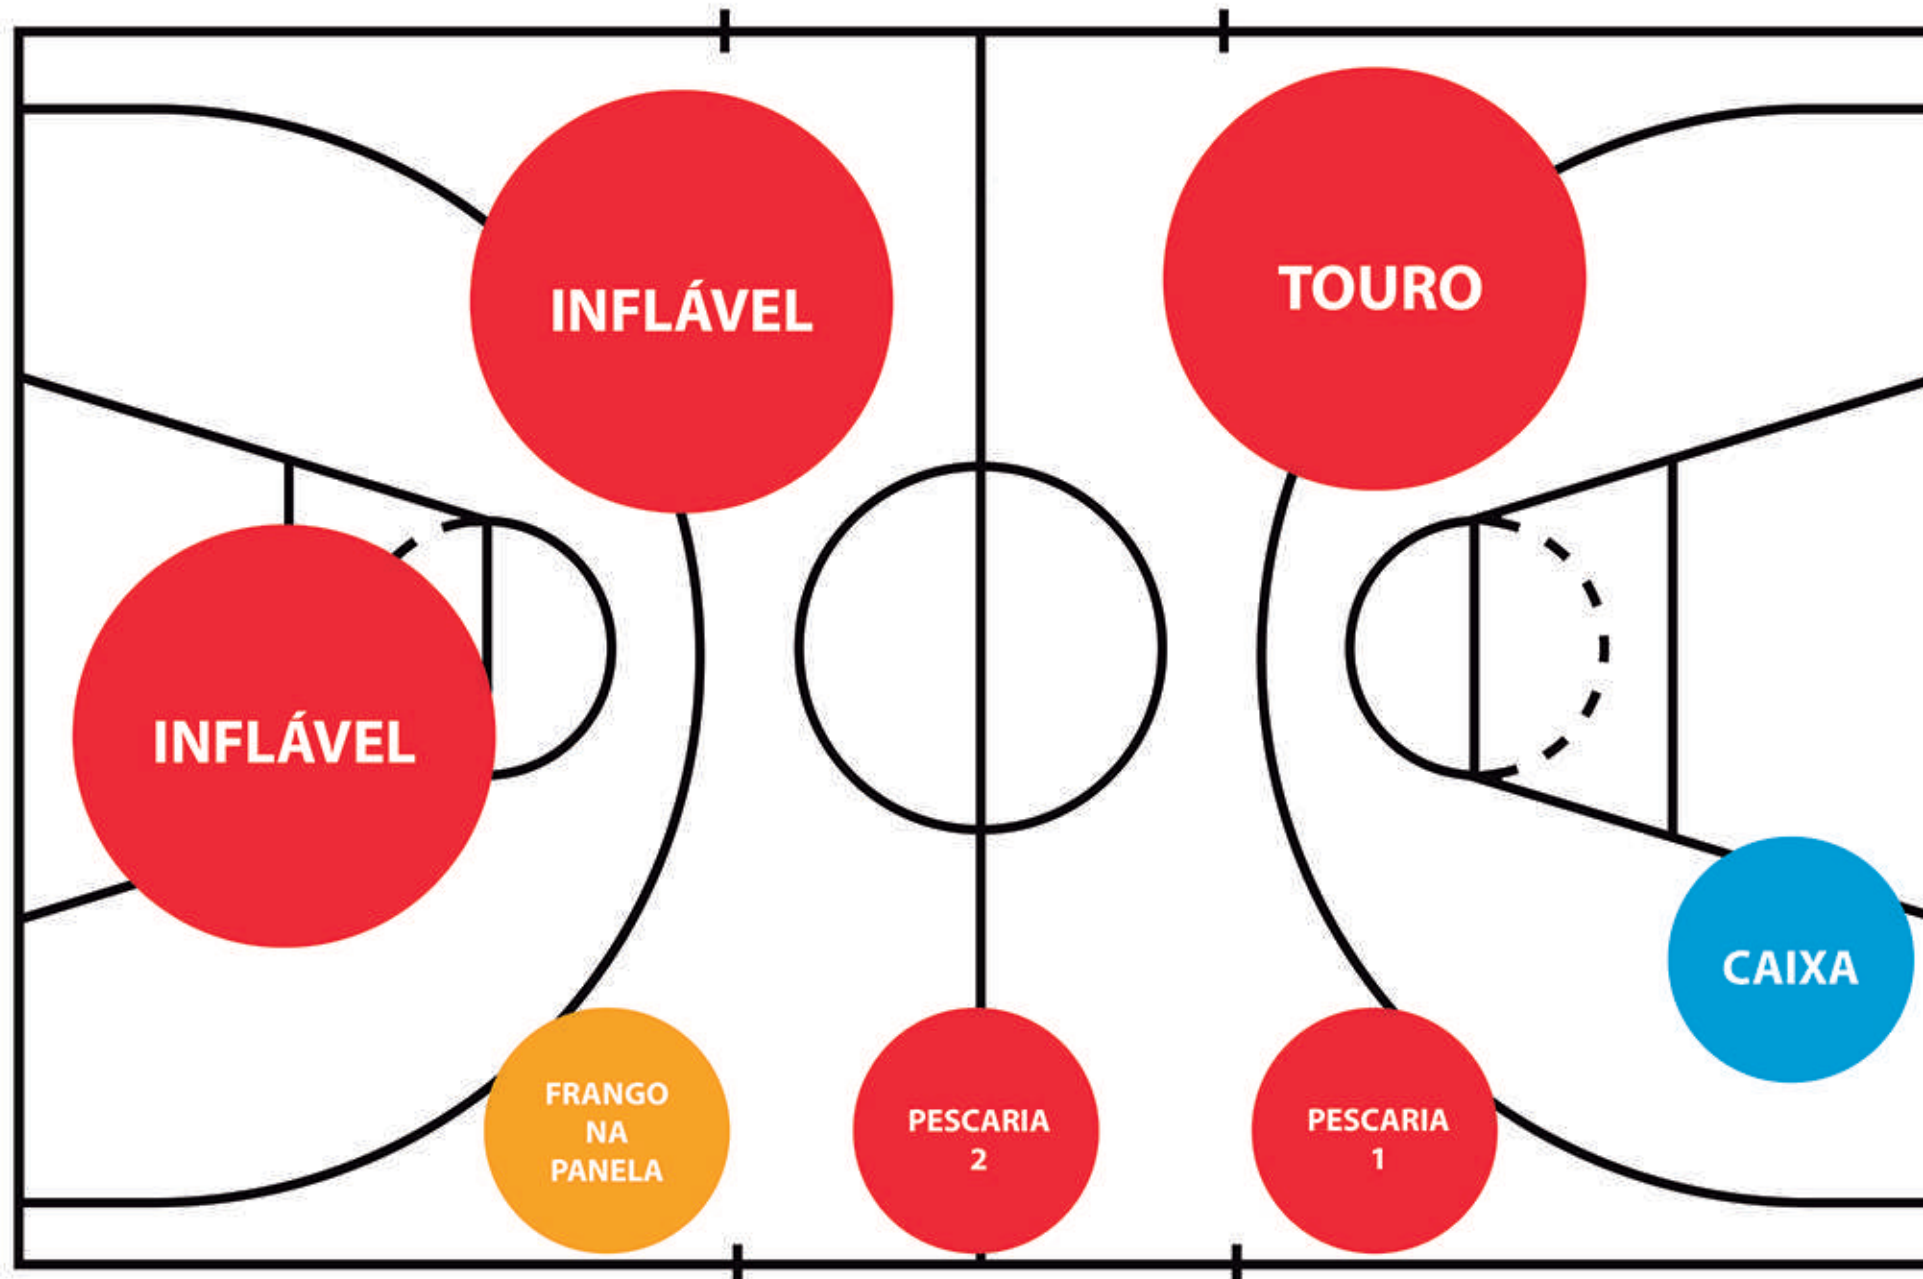 INFLÁVEL
TOURO
INFLÁVEL
CAIXA
FRANGO
NA
PANELA
PESCARIA
2
PESCARIA
1